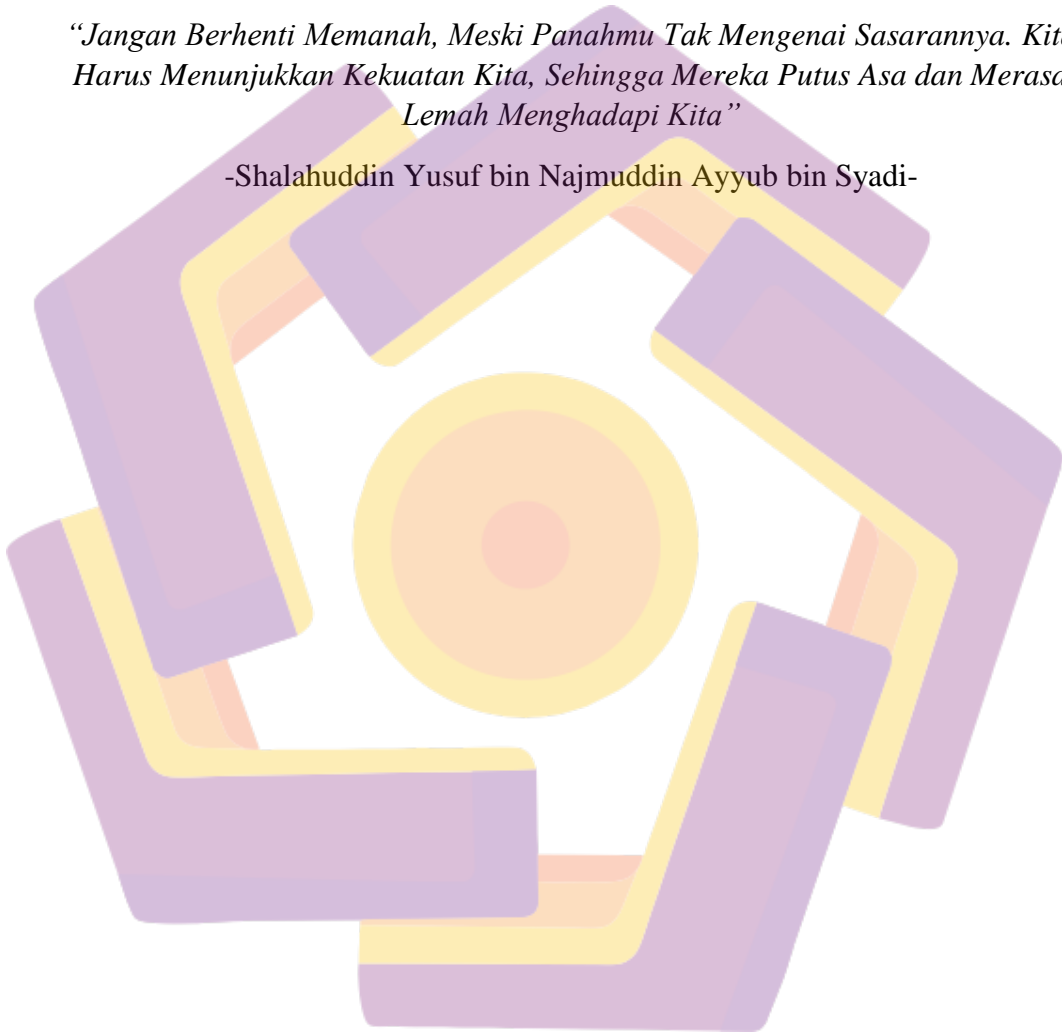 “Jangan Berhenti Memanah, Meski Panahmu Tak Mengenai Sasarannya. Kita
Harus Menunjukkan Kekuatan Kita, Sehingga Mereka Putus Asa dan Merasa
Lemah Menghadapi Kita”
-Shalahuddin Yusuf bin Najmuddin Ayyub bin Syadi-